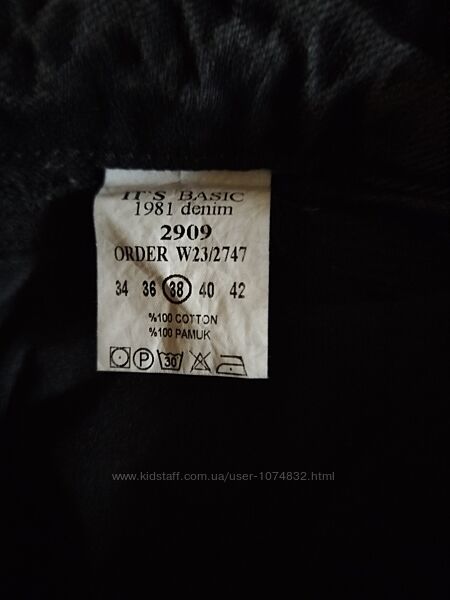 IT'S BASIC
1981 denim
2909
ORDER W23/2747
34 36 38 40 42
%100 COTTON
%100 PAMUK
P 30
www.kidstaff.com.ua/user-1074832.html